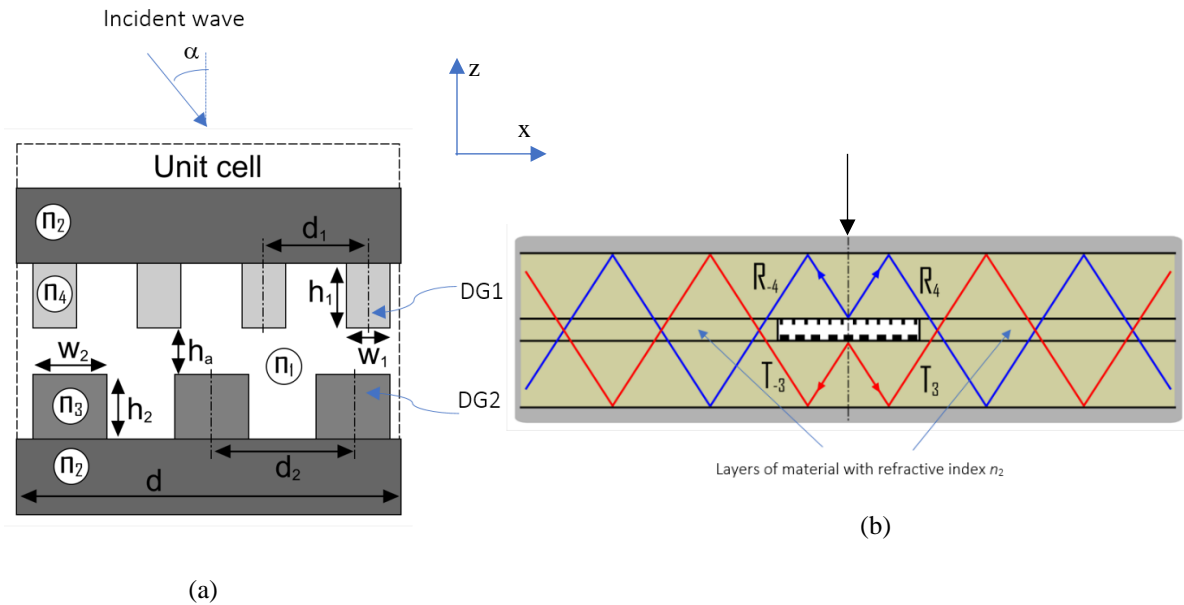 Incident wave
α
z
x
Unit cell
n₂
d₁
n₄
h₁
DG1
w₂
hₐ
n₁
w₁
n₃
h₂
DG2
n₂
d₂
d
(a)
R₋₄
R₄
T₋₃
T₃
Layers of material with refractive index n₂
(b)